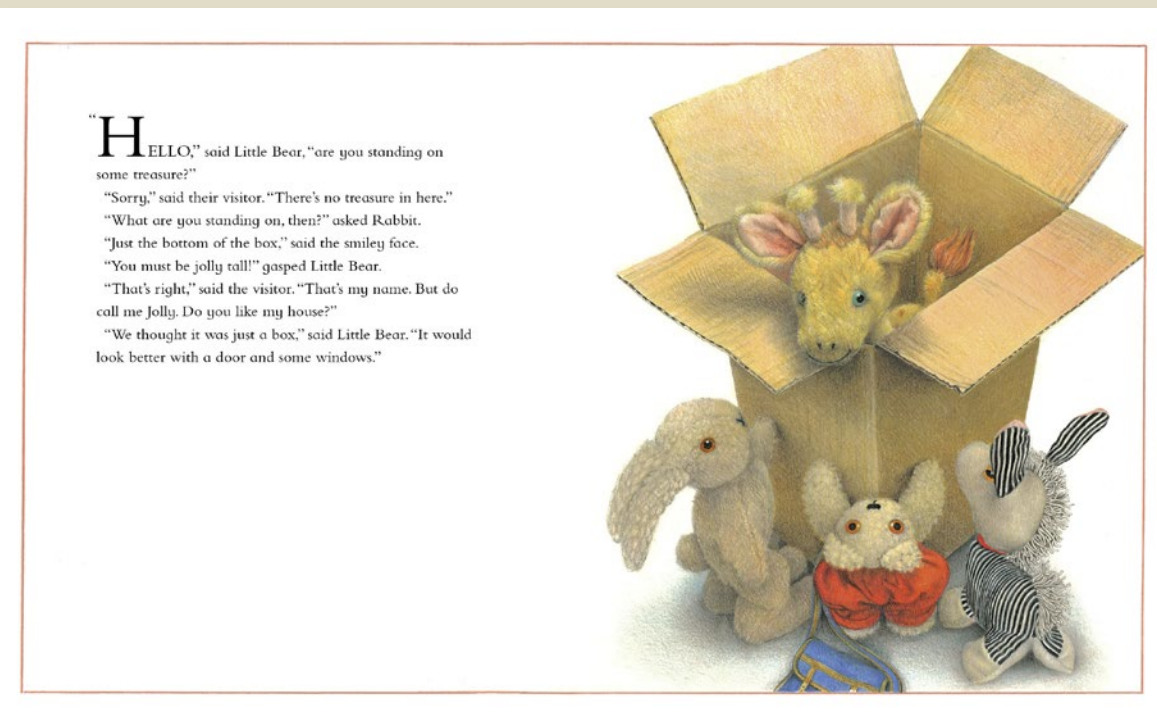 “HELLO,” said Little Bear, “are you standing on
some treasure?”
“Sorry,” said their visitor. “There’s no treasure in here.”
“What are you standing on, then?” asked Rabbit.
“Just the bottom of the box,” said the smiley face.
“You must be jolly tall!” gasped Little Bear.
“That’s right,” said the visitor. “That’s my name. But do
call me Jolly. Do you like my house?”
“We thought it was just a box,” said Little Bear. “It would
look better with a door and some windows.”